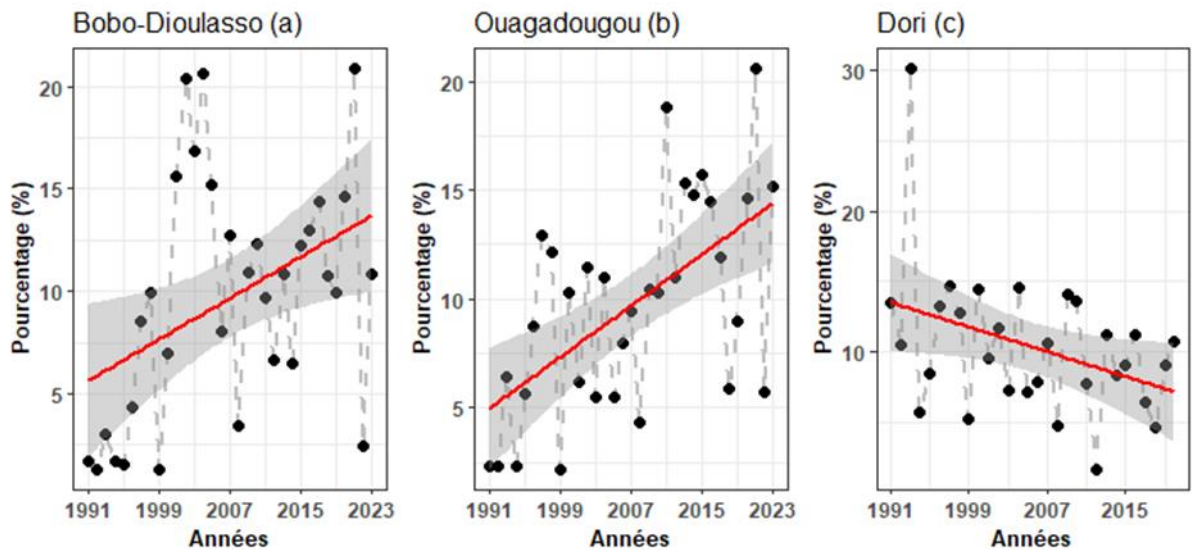 Bobo-Dioulasso (a)
Pourcentage (%)
20
15
10
5
1991 1999 2007 2015 2023
Années
Ouagadougou (b)
Pourcentage (%)
20
15
10
5
1991 1999 2007 2015 2023
Années
Dori (c)
Pourcentage (%)
30
20
10
1991 1999 2007 2015
Années